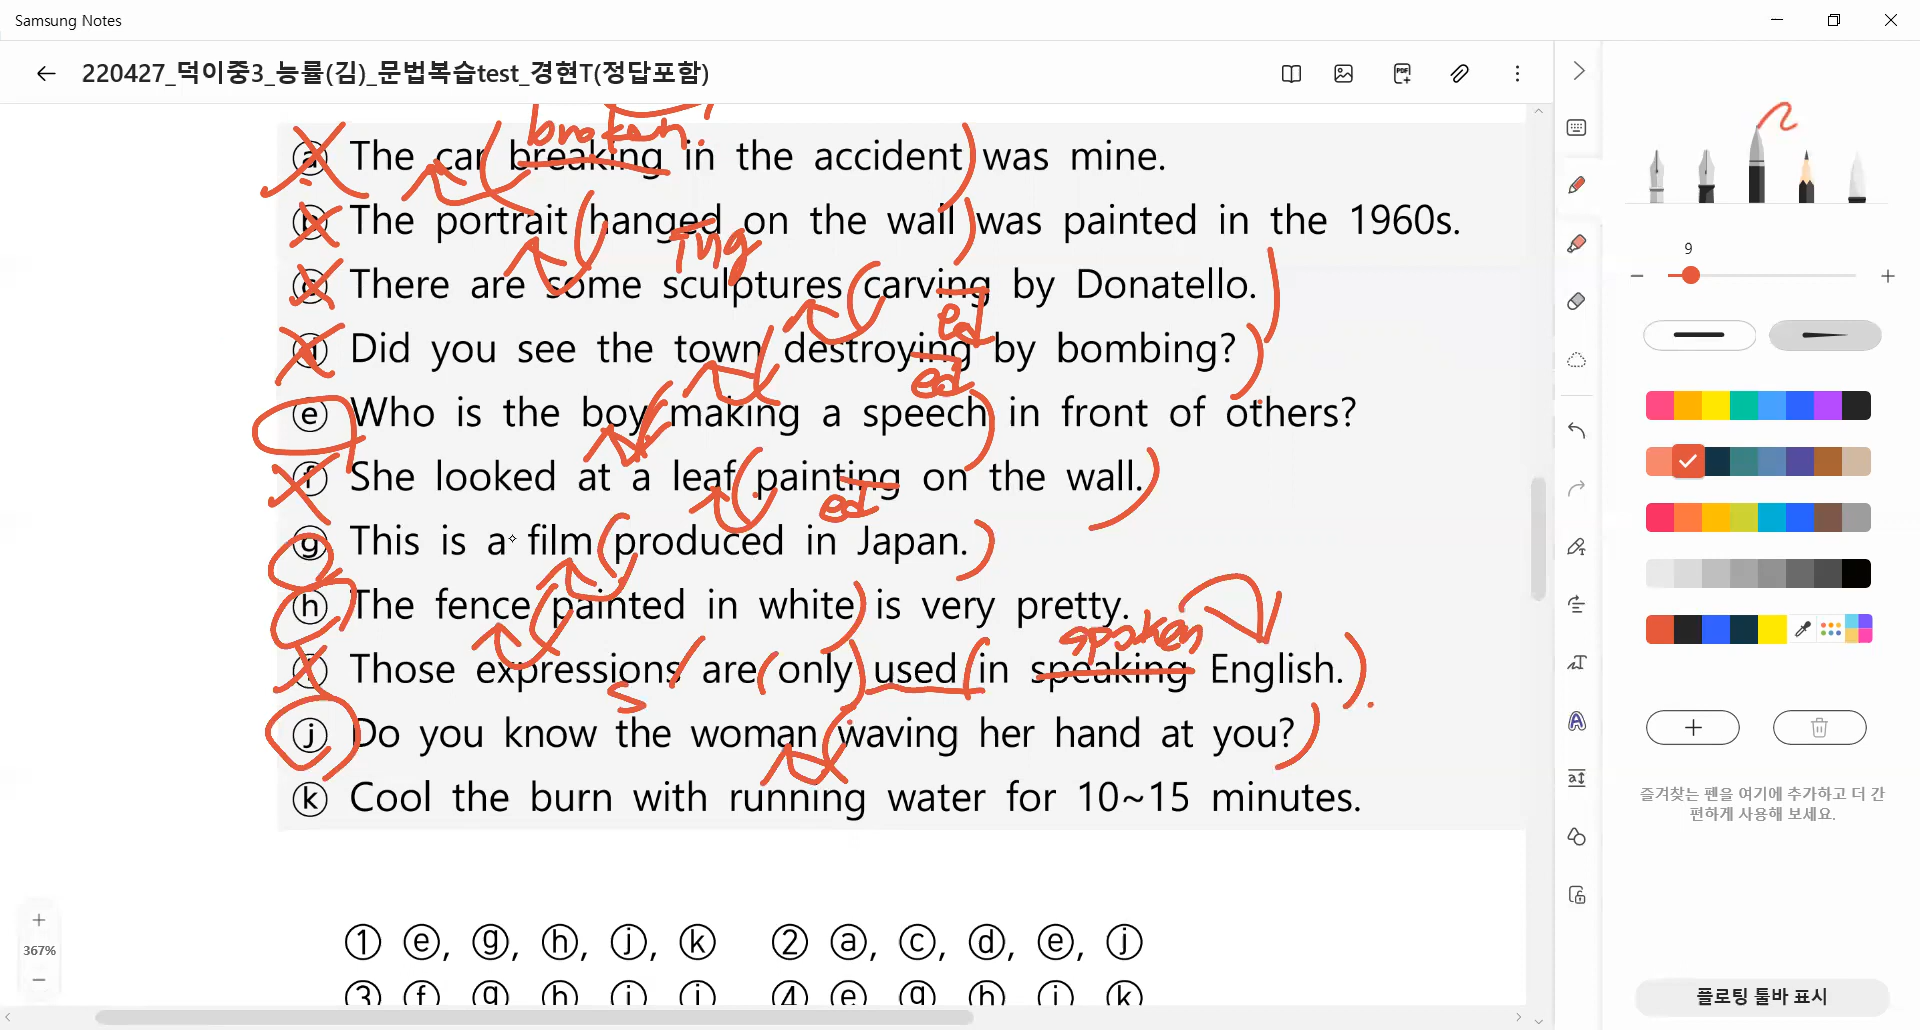 Samsung Notes
220427_덕이중3_능률(김)_문법복습test_경현T(정답포함)
PDF
broken
ⓐ The car breaking in the accident was mine.
ⓑ The portrait hanged on the wall was painted in the 1960s.
ing
ⓒ There are some sculptures carving by Donatello.
ed
ⓓ Did you see the town destroying by bombing?
ed
ⓔ Who is the boy making a speech in front of others?
ⓕ She looked at a leaf painting on the wall.
ed
ⓖ This is a film produced in Japan.
ⓗ The fence painted in white is very pretty.
spoken
ⓘ Those expressions are only used in speaking English.
s
ⓙ Do you know the woman waving her hand at you?
ⓚ Cool the burn with running water for 10~15 minutes.
① ⓔ, ⓖ, ⓗ, ⓙ, ⓚ ② ⓐ, ⓒ, ⓓ, ⓔ, ⓙ
③ ⓕ ⓖ ⓗ ⓘ ⓙ ④ ⓔ ⓖ ⓗ ⓘ ⓚ
367%
9
즐겨찾는 펜을 여기에 추가하고 더 간
편하게 사용해 보세요.
플로팅 툴바 표시